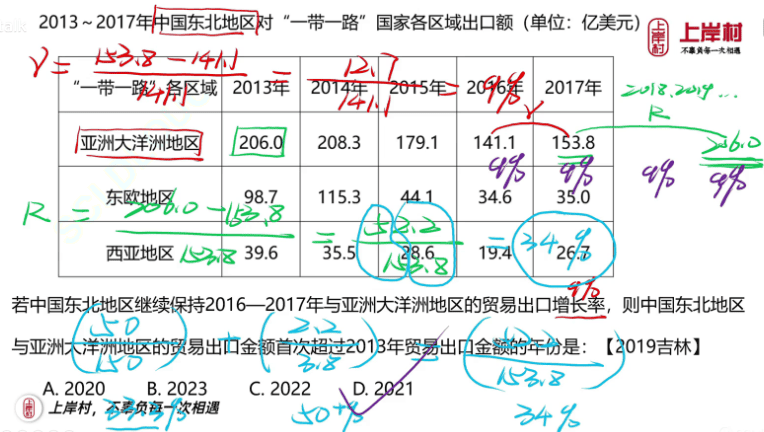 2013～2017年中国东北地区对“一带一路”国家各区域出口额（单位：亿美元）
上岸村 上岸村
不辜负每一次相遇
r = 153.8-141.1 / 141.1 = 12.7 / 141.1 = 9%
“一带一路”各区域 2013年 2014年 2015年 2016年 2017年
2018.2019...
r R
亚洲大洋洲地区 206.0 208.3 179.1 141.1 153.8 206.0
9% 9% 9% 9%
东欧地区 98.7 115.3 44.1 34.6 35.0
R = 206.0-153.8 / 153.8 = 52.2 / 153.8 = 34%
西亚地区 39.6 35.5 28.6 19.4 26.7
9%
若中国东北地区继续保持2016—2017年与亚洲大洋洲地区的贸易出口增长率，则中国东北地区
50 / 150 + 2.2 / 3.8 = 52.2 / 153.8
与亚洲大洋洲地区的贸易出口金额首次超过2013年贸易出口金额的年份是：【2019吉林】
A. 2020 B. 2023 C. 2022 D. 2021
上岸村 上岸村，不辜负每一次相遇
33.3% 50+% 34%